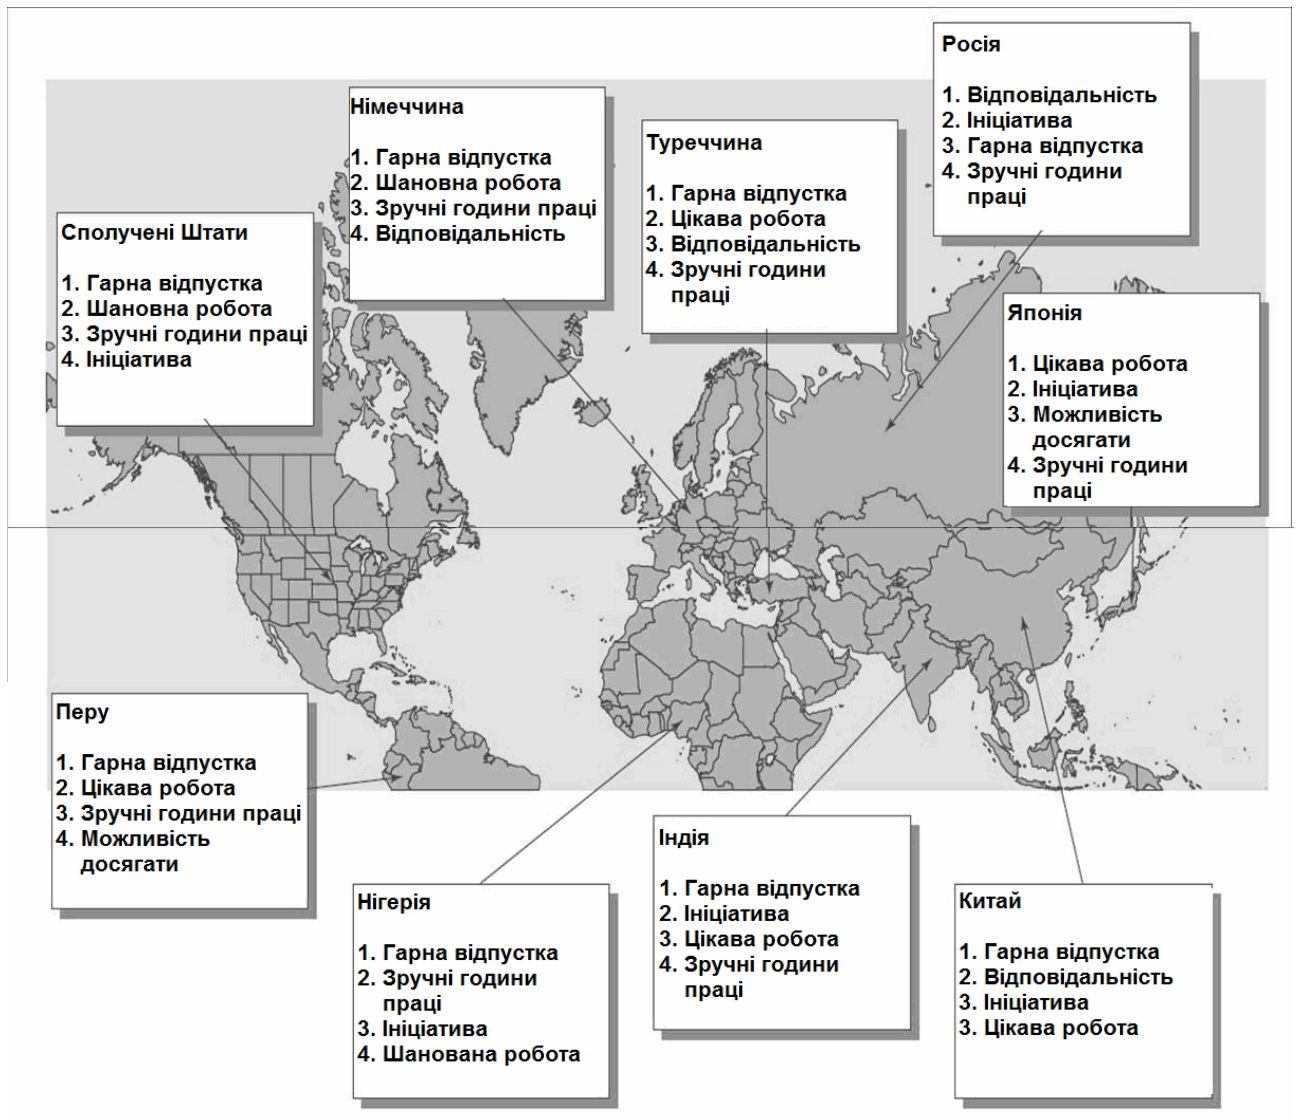 Росія
1. Відповідальність
2. Ініціатива
3. Гарна відпустка
4. Зручні години
праці
Німеччина
1. Гарна відпустка
2. Шановна робота
3. Зручні години праці
4. Відповідальність
Туреччина
1. Гарна відпустка
2. Цікава робота
3. Відповідальність
4. Зручні години
праці
Сполучені Штати
1. Гарна відпустка
2. Шановна робота
3. Зручні години праці
4. Ініціатива
Японія
1. Цікава робота
2. Ініціатива
3. Можливість
досягати
4. Зручні години
праці
Перу
1. Гарна відпустка
2. Цікава робота
3. Зручні години праці
4. Можливість
досягати
Нігерія
1. Гарна відпустка
2. Зручні години
праці
3. Ініціатива
4. Шанована робота
Індія
1. Гарна відпустка
2. Ініціатива
3. Цікава робота
4. Зручні години
праці
Китай
1. Гарна відпустка
2. Відповідальність
3. Ініціатива
3. Цікава робота